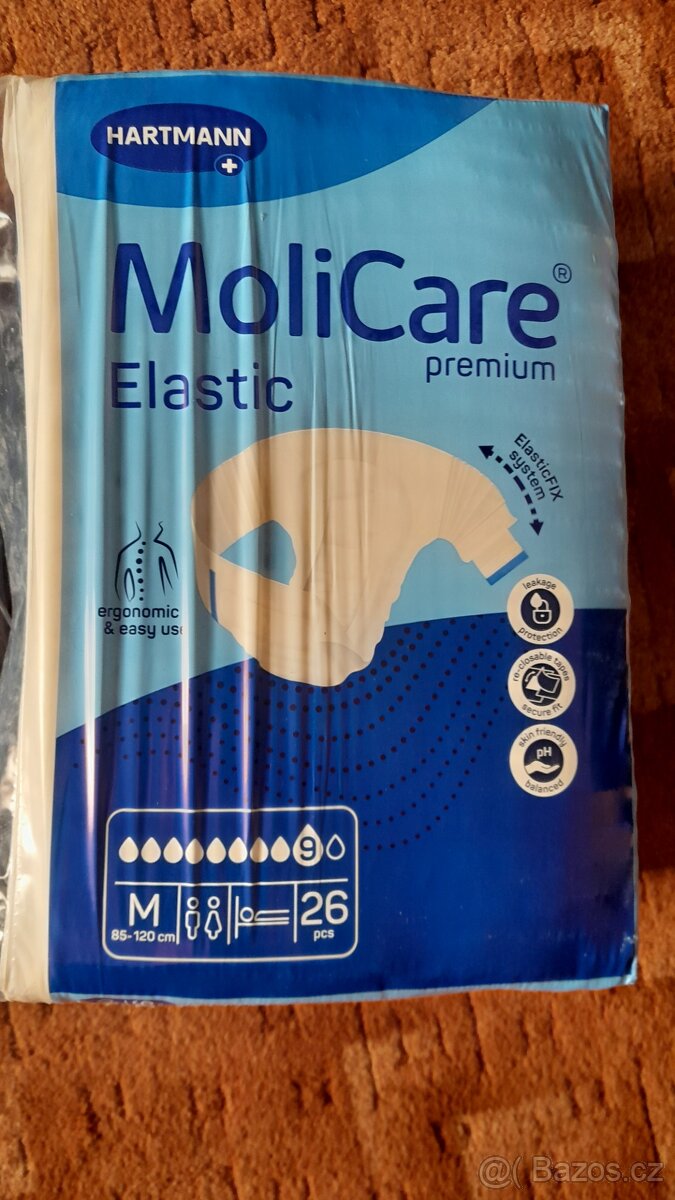 HARTMANN
MoliCare®
premium
Elastic
ElasticFIX
system
ergonomic
& easy use
leakage
protection
re-closable tapes
secure fit
skin friendly
pH
balanced
9
M
85-120 cm
26
pcs
@( Bazos.cz